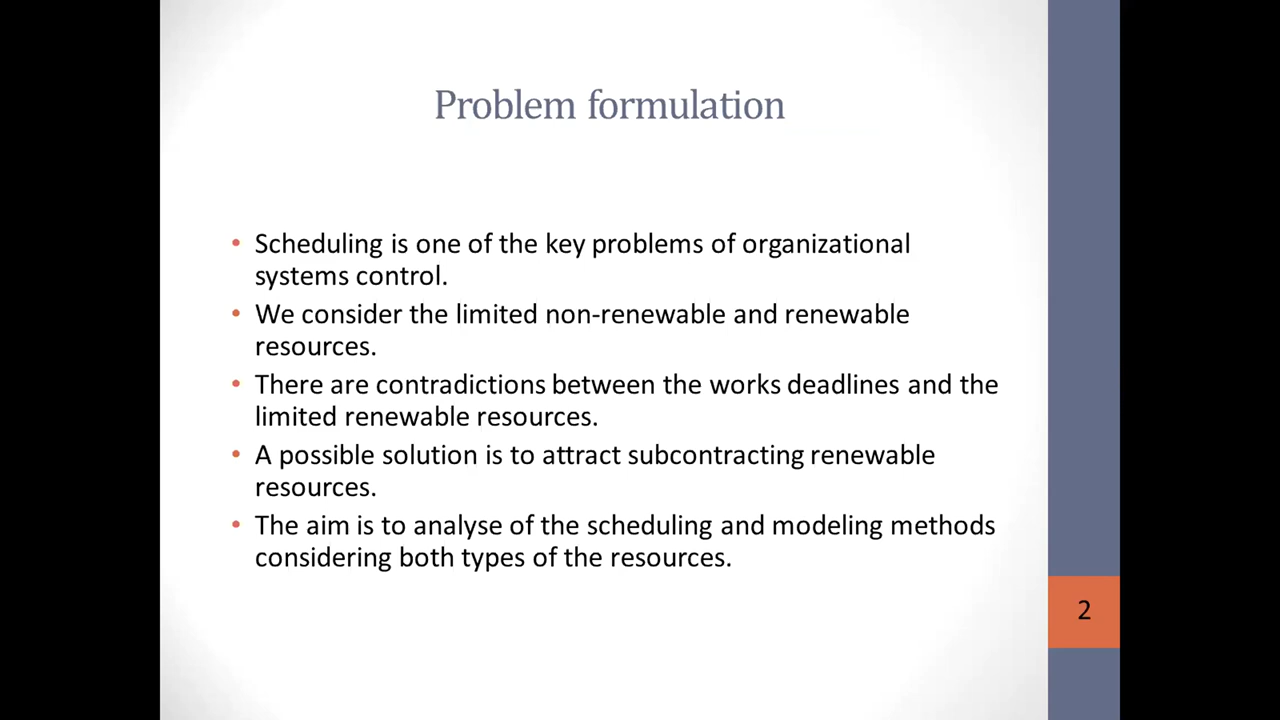 Problem formulation
• Scheduling is one of the key problems of organizational
systems control.
• We consider the limited non-renewable and renewable
resources.
• There are contradictions between the works deadlines and the
limited renewable resources.
• A possible solution is to attract subcontracting renewable
resources.
• The aim is to analyse of the scheduling and modeling methods
considering both types of the resources.
2